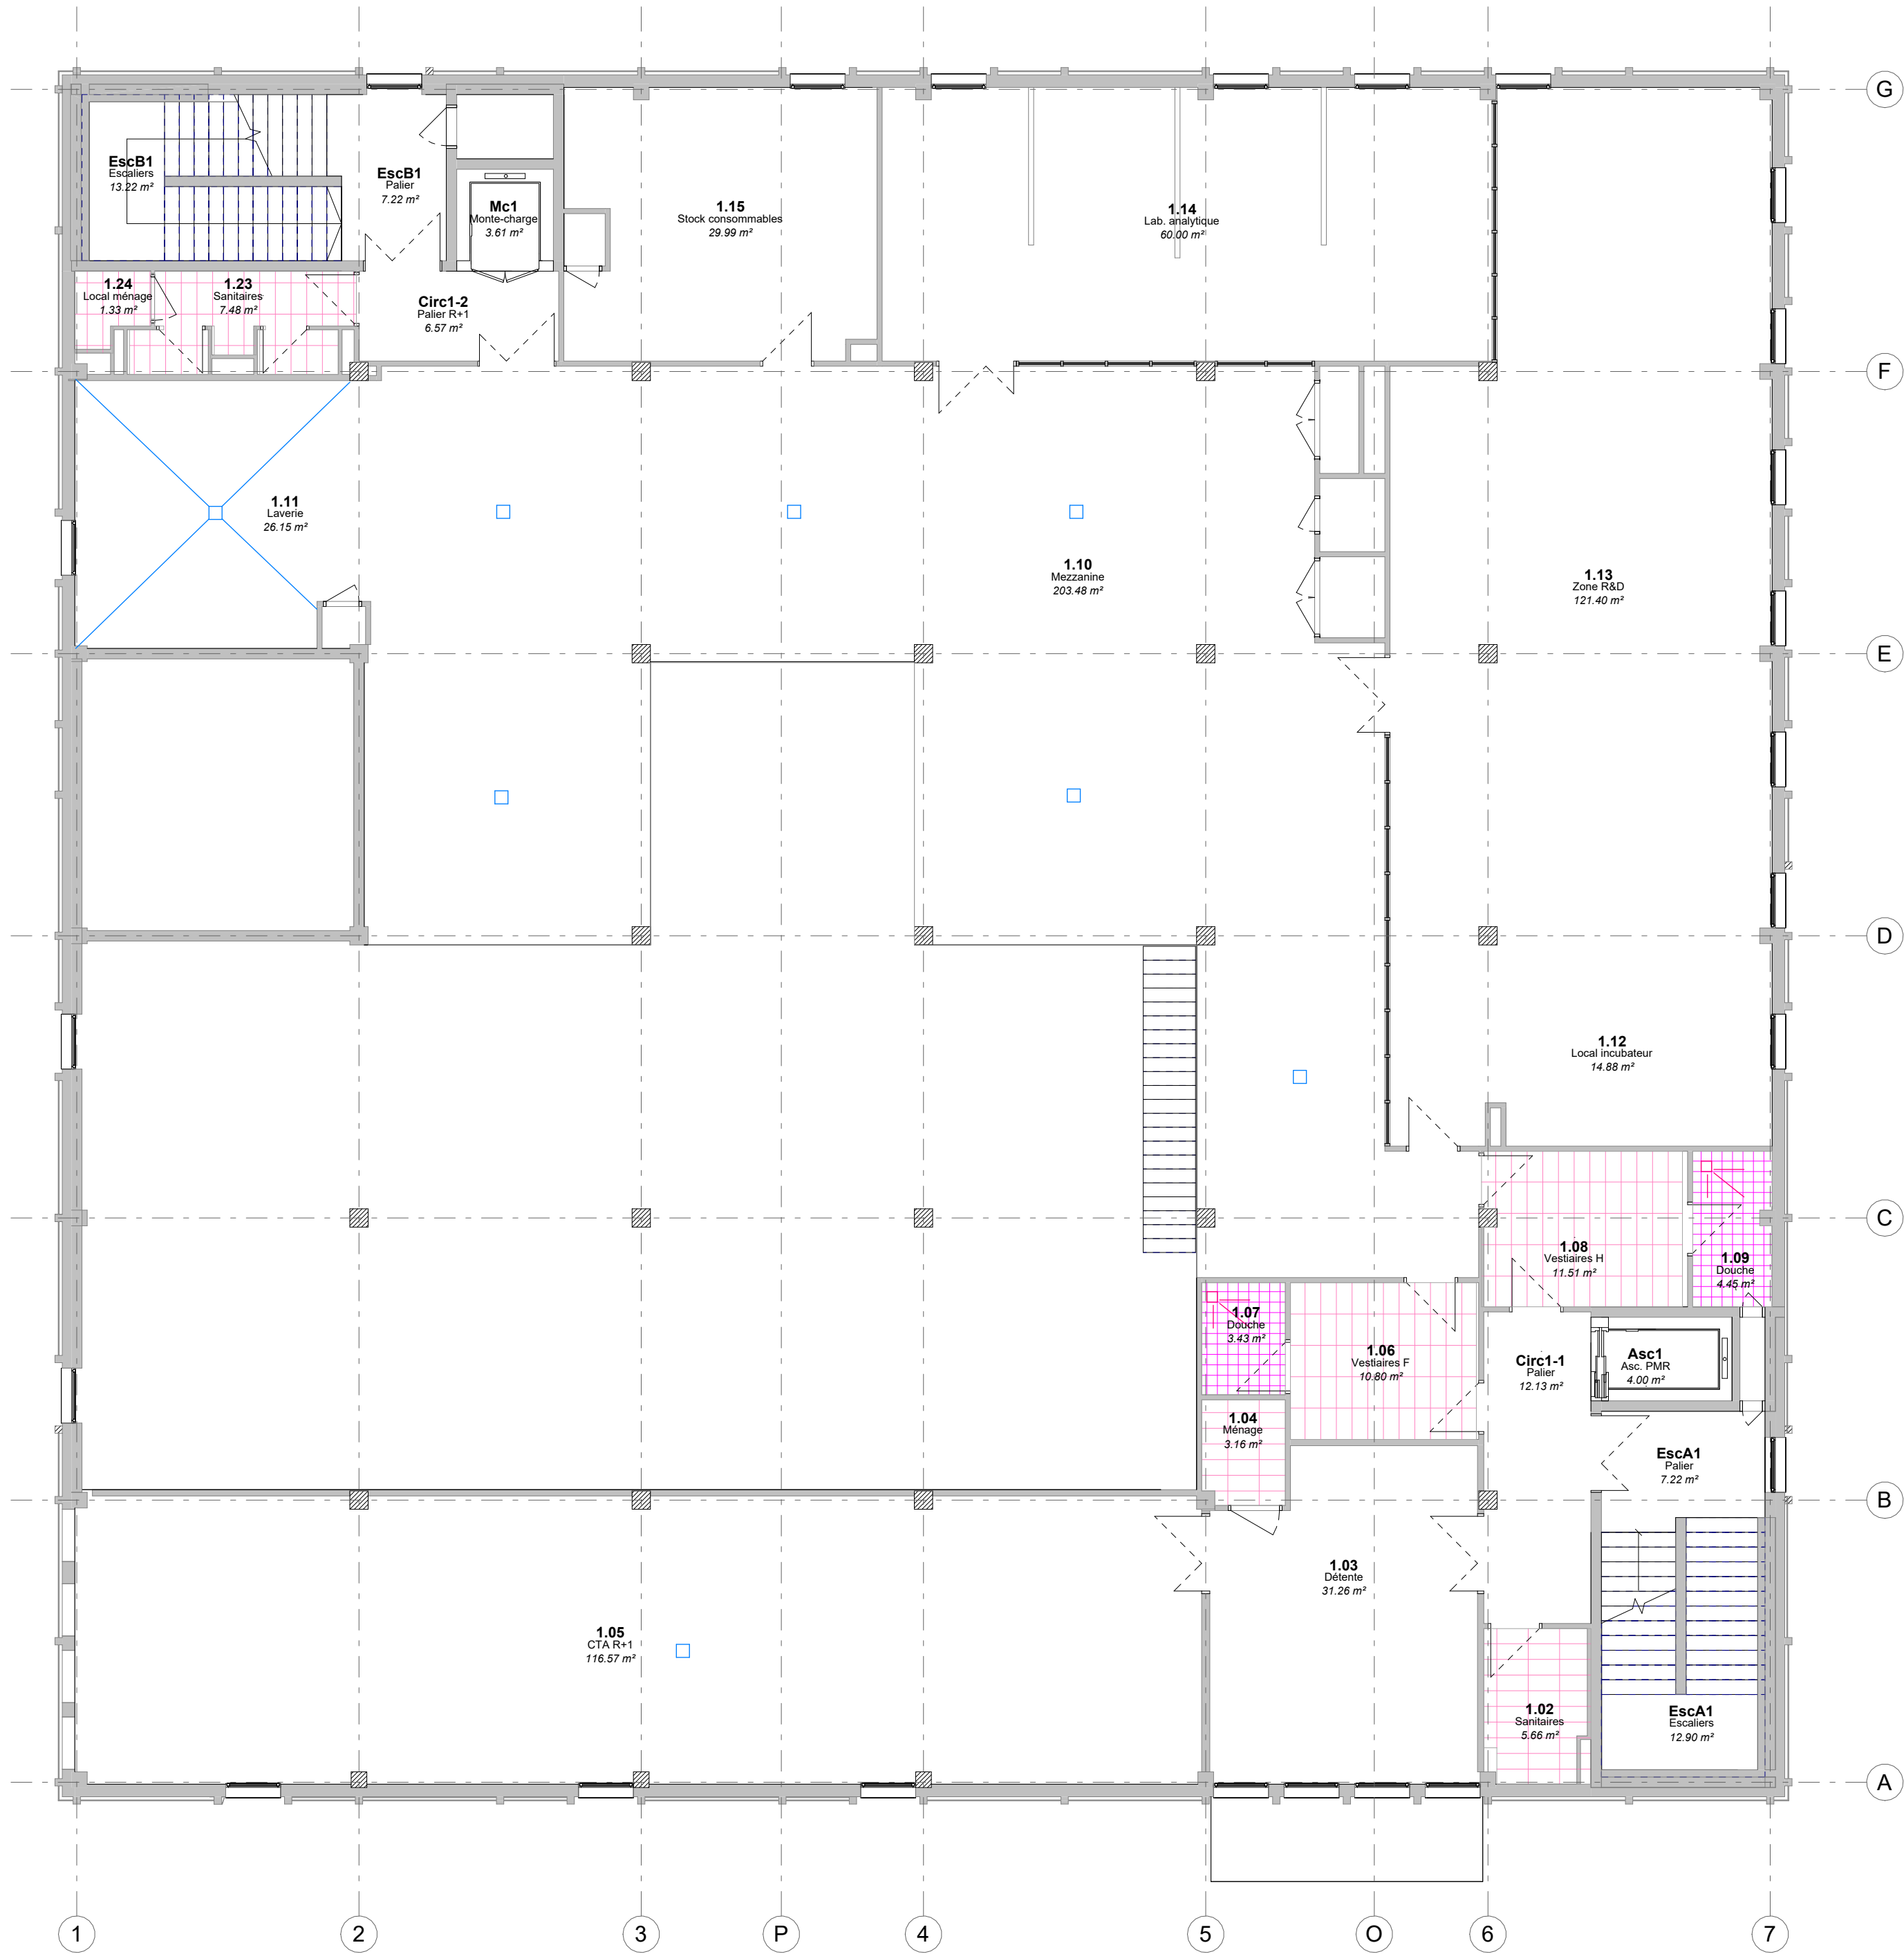 G
EscB1
Escaliers
13.22 m²
EscB1
Palier
7.22 m²
Mc1
Monte-charge
3.61 m²
1.15
Stock consommables
29.99 m²
1.14
Lab. analytique
60.00 m²
1.24
Local ménage
1.33 m²
1.23
Sanitaires
7.48 m²
Circ1-2
Palier R+1
6.57 m²
F
1.11
Laverie
26.15 m²
1.10
Mezzanine
203.48 m²
1.13
Zone R&D
121.40 m²
E
D
1.12
Local incubateur
14.88 m²
C
1.08
Vestiaires H
11.51 m²
1.09
Douche
4.45 m²
1.07
Douche
3.43 m²
1.06
Vestiaires F
10.80 m²
Circ1-1
Palier
12.13 m²
Asc1
Asc. PMR
4.00 m²
1.04
Ménage
3.16 m²
EscA1
Palier
7.22 m²
B
1.03
Détente
31.26 m²
1.05
CTA R+1
116.57 m²
1.02
Sanitaires
5.66 m²
EscA1
Escaliers
12.90 m²
A
1
2
3
P
4
5
O
6
7